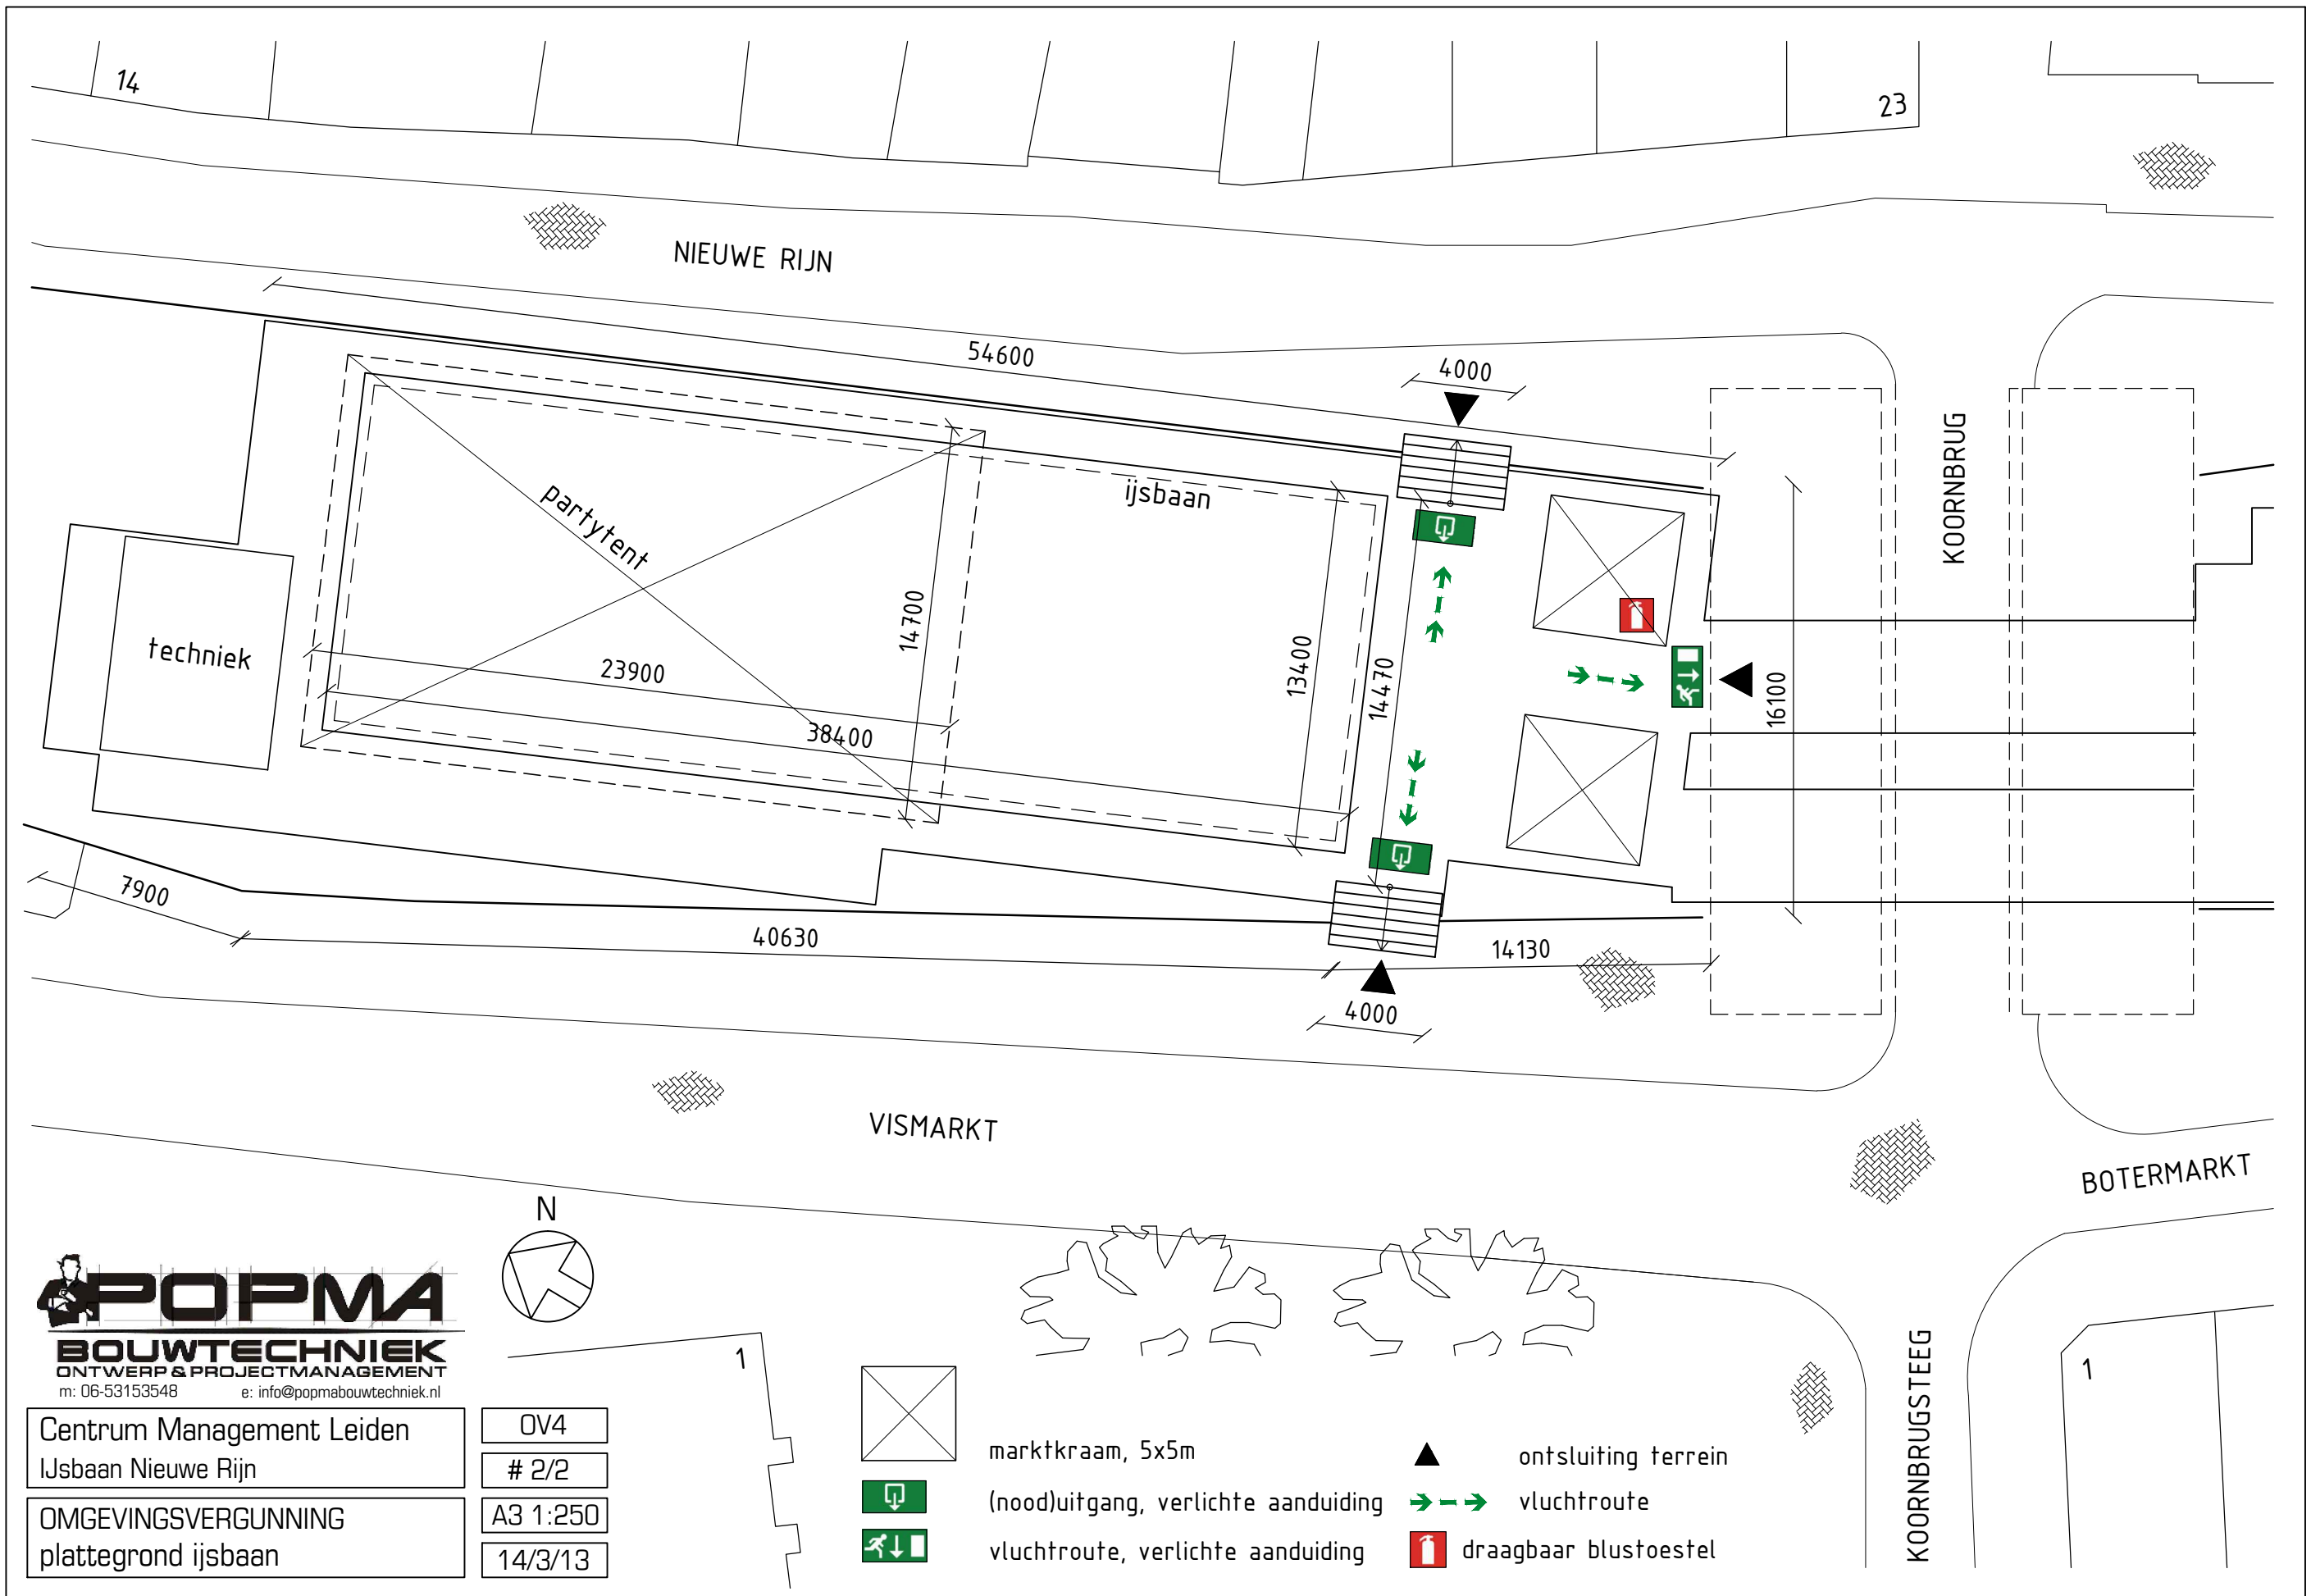 14
23
NIEUWE RIJN
54600
4000
KOORNBRUG
partytent
ijsbaan
techniek
14700
23900
38400
13400
14470
16100
7900
40630
14130
4000
VISMARKT
BOTERMARKT
KOORNBRUGSTEEG
N
1
1
POPMA
BOUWTECHNIEK
ONTWERP & PROJECTMANAGEMENT
m: 06-53153548 e: info@popmabouwtechniek.nl
Centrum Management Leiden
IJsbaan Nieuwe Rijn
OMGEVINGSVERGUNNING
plattegrond ijsbaan
OV4
# 2/2
A3 1:250
14/3/13
marktkraam, 5x5m
(nood)uitgang, verlichte aanduiding
vluchtroute, verlichte aanduiding
ontsluiting terrein
vluchtroute
draagbaar blustoestel